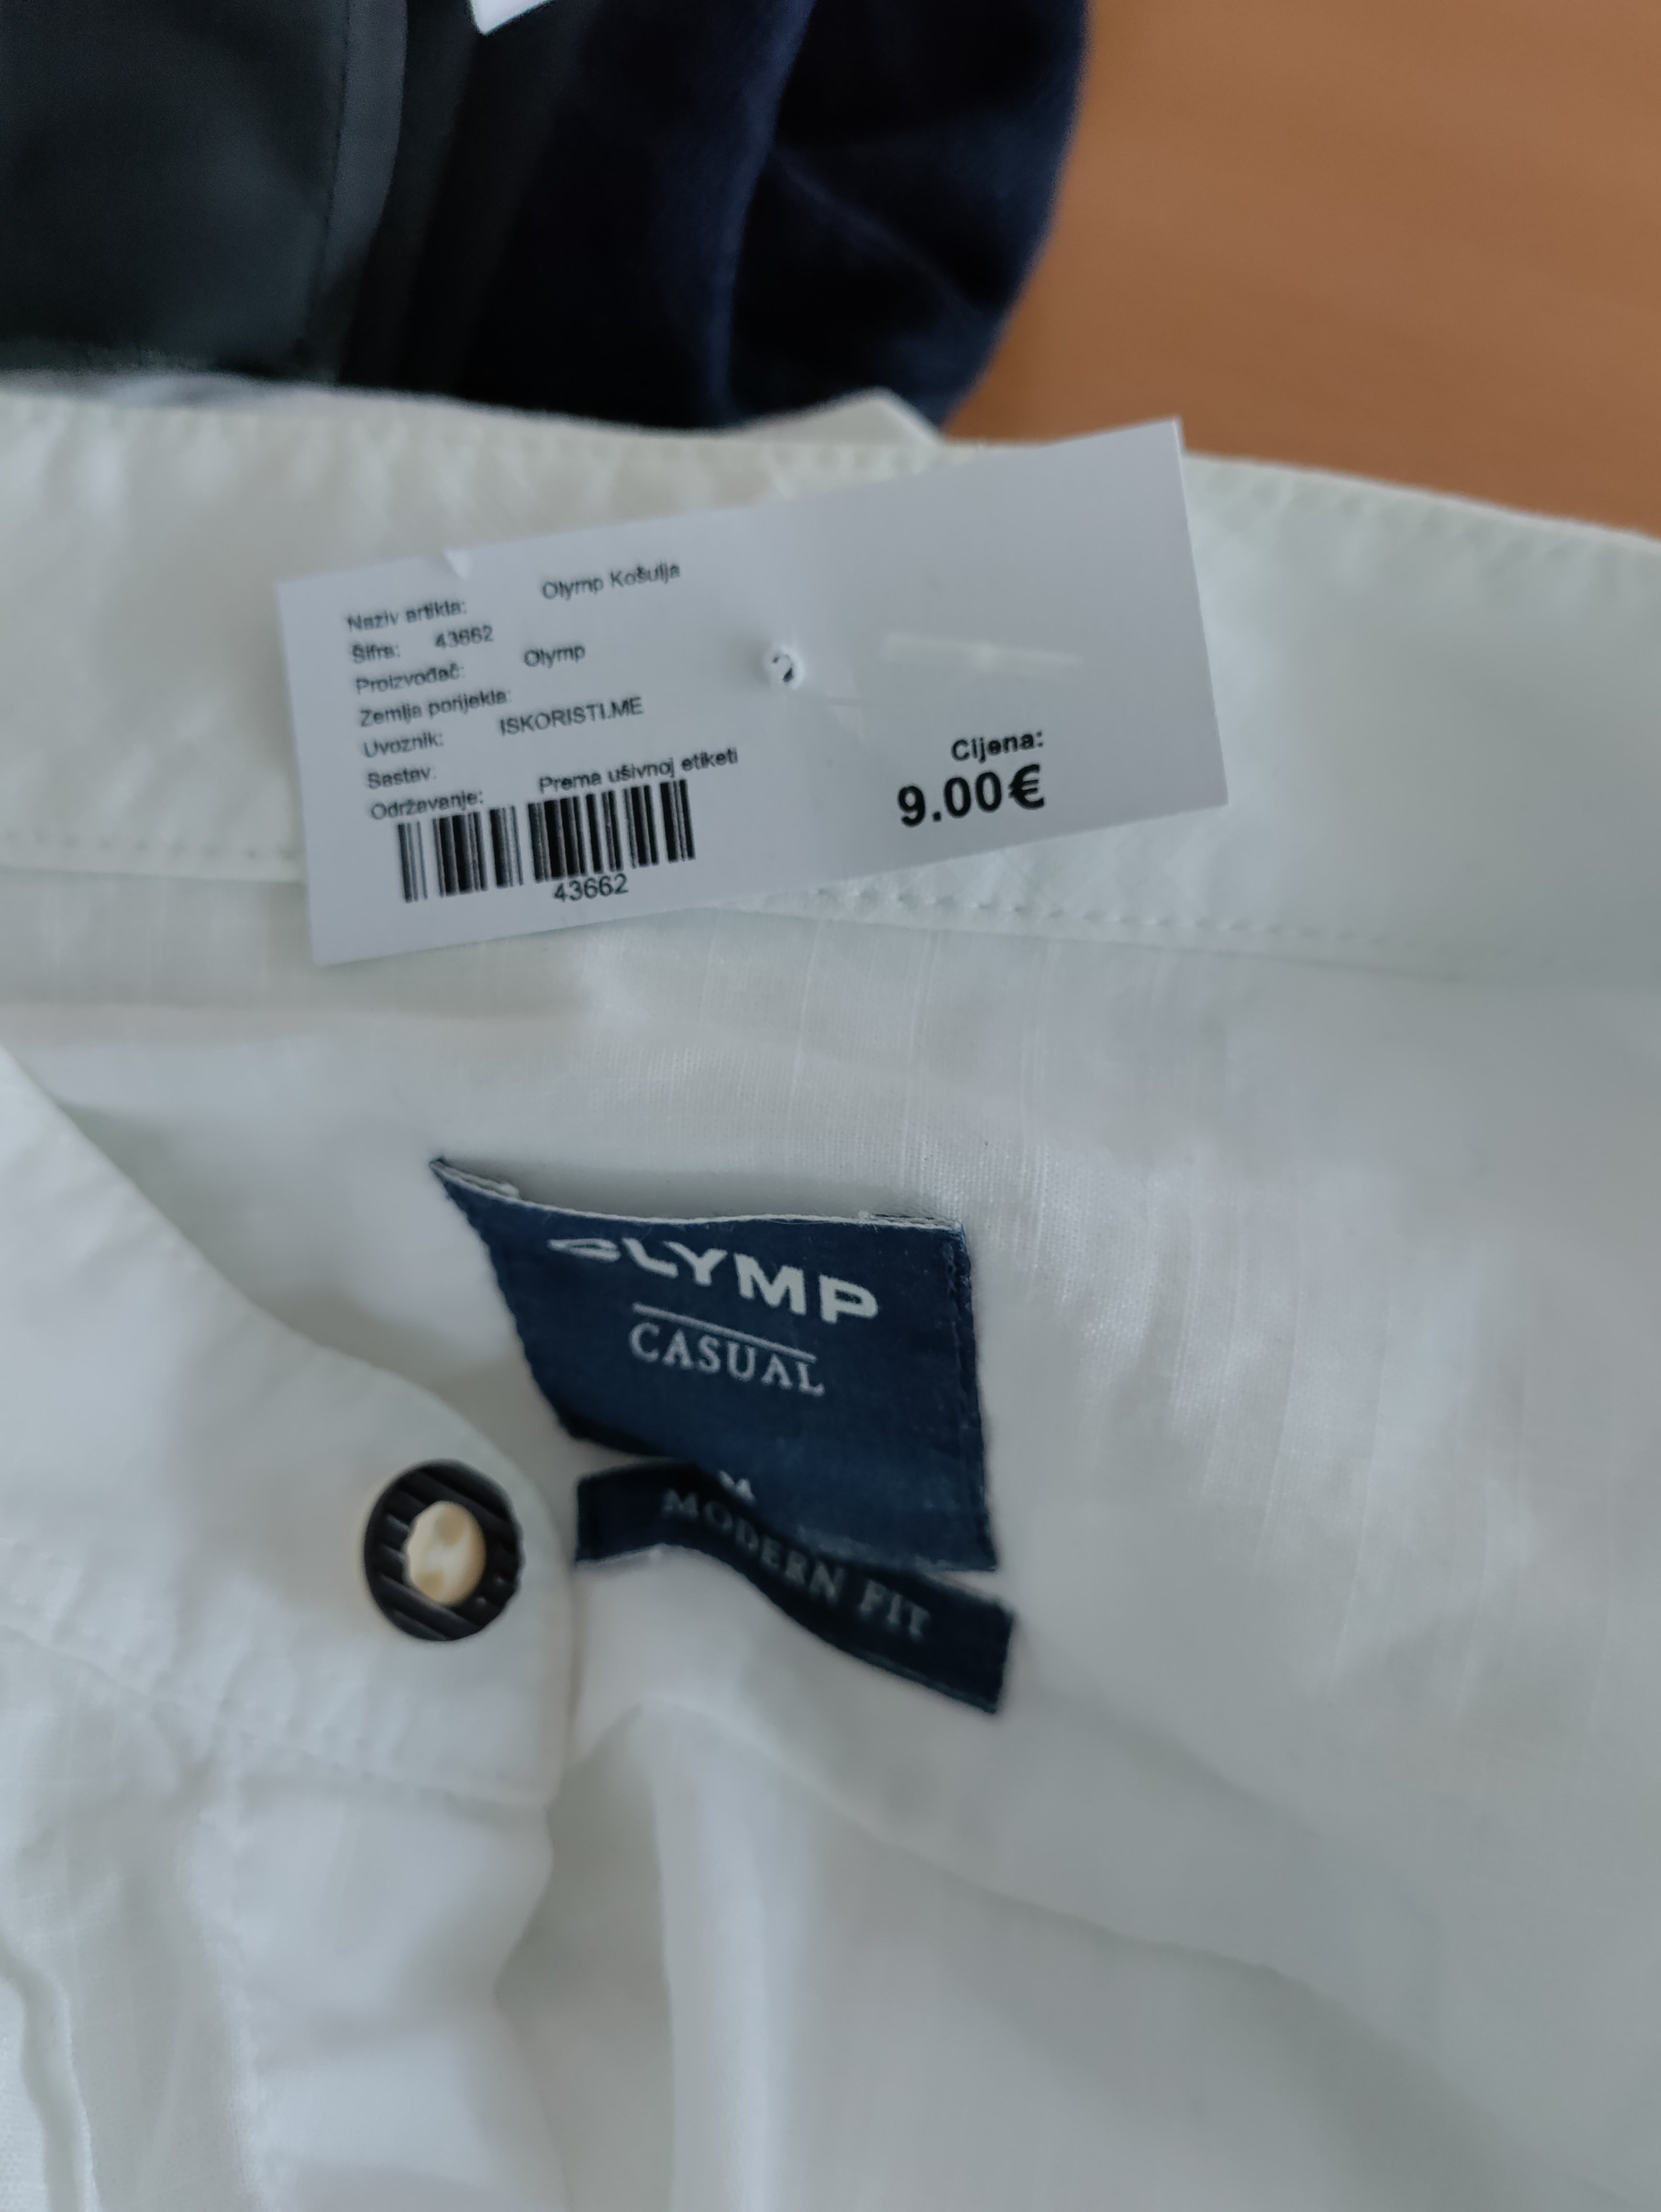 Naziv artikla: Olymp Košulja
Šifra: 43662
Proizvođač: Olymp
Zemlja porijekla:
Uvoznik: ISKORISTI.ME
Sastav:
Održavanje: Prema ušivnoj etiketi
43662
Cijena:
9.00€
OLYMP
CASUAL
M
MODERN FIT